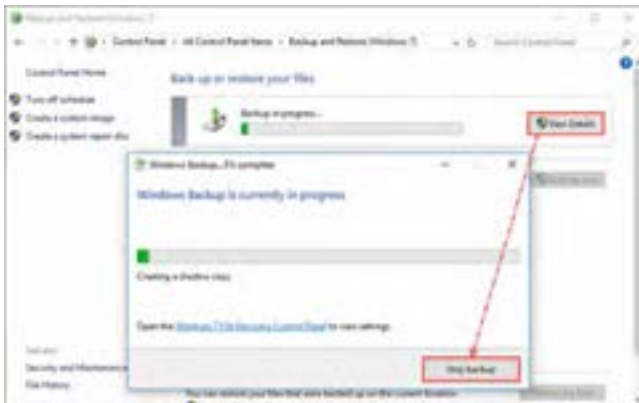 Backup and Restore (Windows 7)
Control Panel › All Control Panel Items › Backup and Restore (Windows 7)
Search Control Panel
Control Panel Home
Back up or restore your files
Turn off schedule
Create a system image
Create a system repair disc
Backup in progress...
View Details
Windows Backup... 3% complete
Windows Backup is currently in progress
Creating a shadow copy
Open the Windows 7 File Recovery Control Panel to view settings.
Stop backup
See also
Security and Maintenance
File History
You can restore your files that were backed up on the current location.